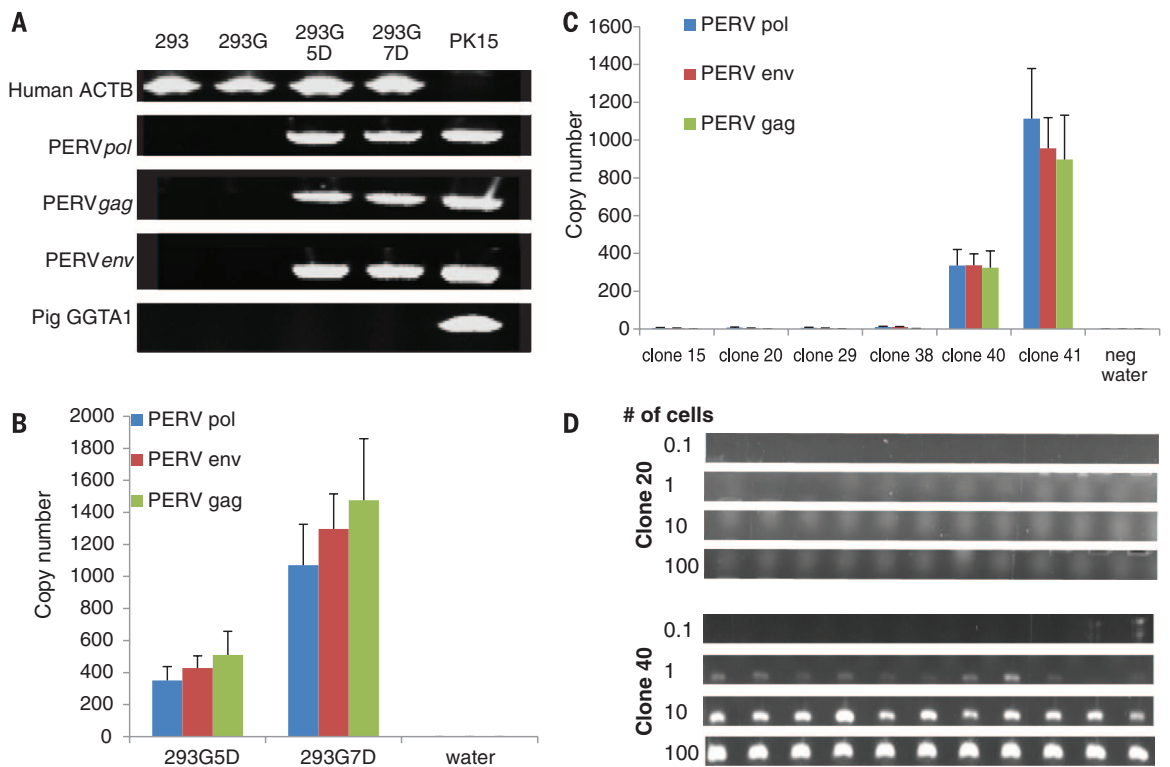 A
293 293G 293G 5D 293G 7D PK15
Human ACTB
PERVpol
PERVgag
PERVenv
Pig GGTA1
B
2000
1800
1600
1400
1200
1000
800
600
400
200
0
Copy number
PERV pol
PERV env
PERV gag
293G5D 293G7D water
C
1600
1400
1200
1000
800
600
400
200
0
Copy number
PERV pol
PERV env
PERV gag
clone 15 clone 20 clone 29 clone 38 clone 40 clone 41 neg water
D
# of cells
Clone 20
0.1
1
10
100
Clone 40
0.1
1
10
100